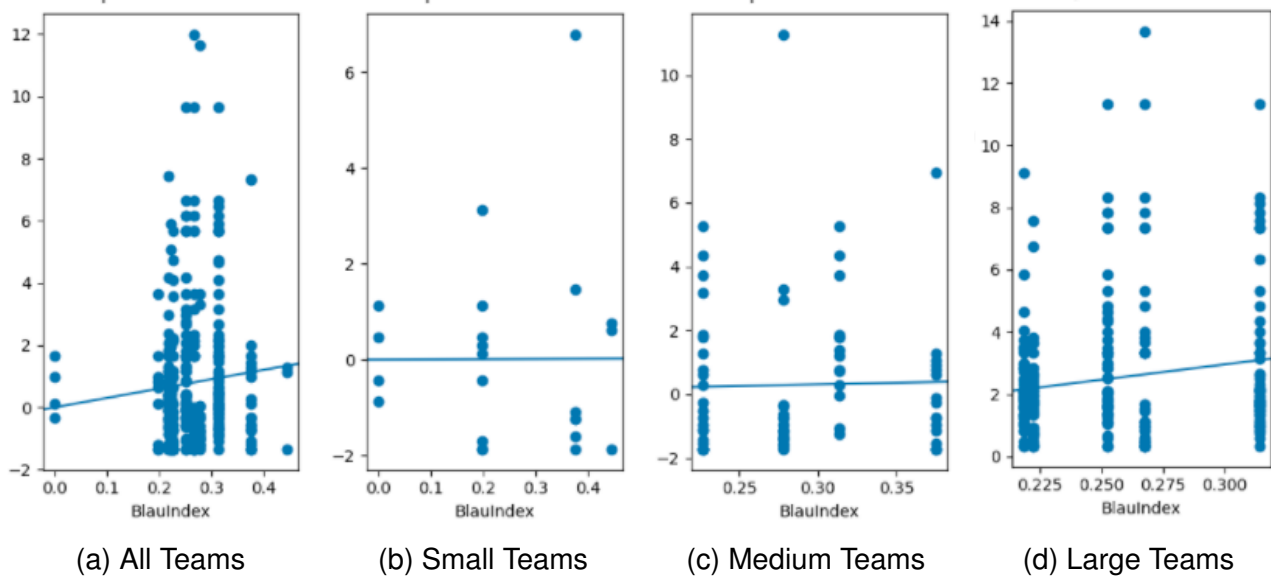 12
10
8
6
4
2
0
−2
0.0 0.1 0.2 0.3 0.4
BlauIndex
(a) All Teams
6
4
2
0
−2
0.0 0.1 0.2 0.3 0.4
BlauIndex
(b) Small Teams
10
8
6
4
2
0
−2
0.25 0.30 0.35
BlauIndex
(c) Medium Teams
14
12
10
8
6
4
2
0
0.225 0.250 0.275 0.300
BlauIndex
(d) Large Teams